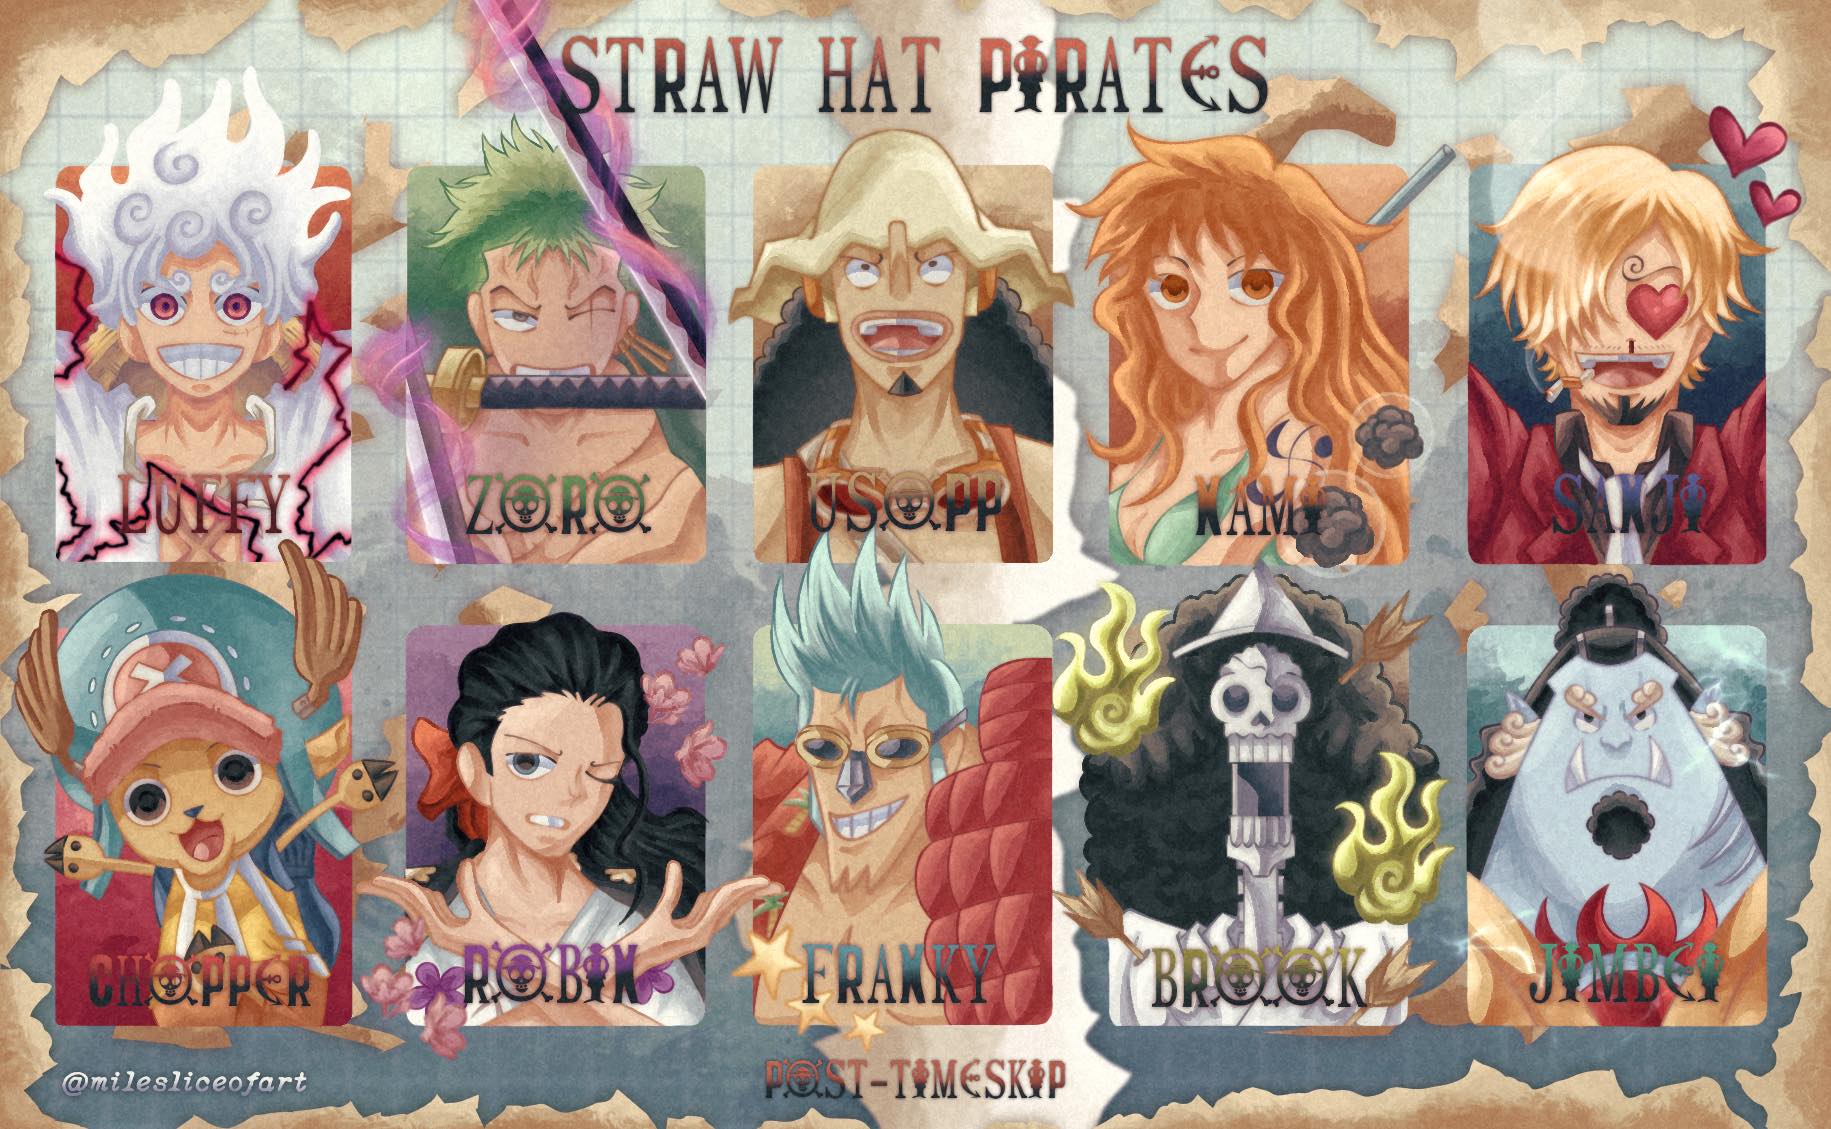 STRAW HAT PIRATES
LUFFY
ZORO
USOPP
NAMI
SANJI
CHOPPER
ROBIN
FRANKY
BROOK
JIMBEI
POST-TIMESKIP
@milesliceofart